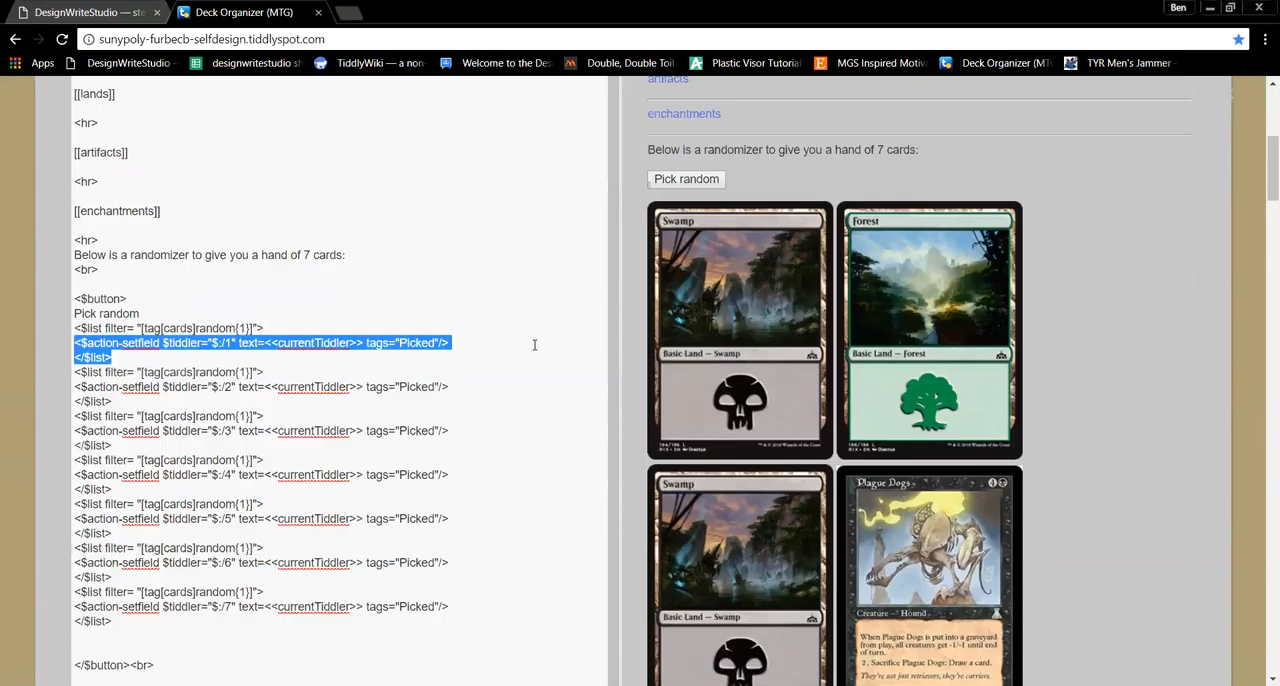 DesignWriteStudio — ste
Deck Organizer (MTG)
Ben
sunypoly-furbecb-selfdesign.tiddlyspot.com
Apps
DesignWriteStudio
designwritestudio sh
TiddlyWiki — a non-
Welcome to the Des
Double, Double Toil
Plastic Visor Tutorial
MGS Inspired Motiv
Deck Organizer (MT
TYR Men's Jammer
[[lands]]
<hr>
[[artifacts]]
<hr>
[[enchantments]]
<hr>
Below is a randomizer to give you a hand of 7 cards:
<br>
<$button>
Pick random
<$list filter= "[tag[cards]random{1}]">
<$action-setfield $tiddler="$:/1" text=<<currentTiddler>> tags="Picked"/>
</$list>
<$list filter= "[tag[cards]random{1}]">
<$action-setfield $tiddler="$:/2" text=<<currentTiddler>> tags="Picked"/>
</$list>
<$list filter= "[tag[cards]random{1}]">
<$action-setfield $tiddler="$:/3" text=<<currentTiddler>> tags="Picked"/>
</$list>
<$list filter= "[tag[cards]random{1}]">
<$action-setfield $tiddler="$:/4" text=<<currentTiddler>> tags="Picked"/>
</$list>
<$list filter= "[tag[cards]random{1}]">
<$action-setfield $tiddler="$:/5" text=<<currentTiddler>> tags="Picked"/>
</$list>
<$list filter= "[tag[cards]random{1}]">
<$action-setfield $tiddler="$:/6" text=<<currentTiddler>> tags="Picked"/>
</$list>
<$list filter= "[tag[cards]random{1}]">
<$action-setfield $tiddler="$:/7" text=<<currentTiddler>> tags="Picked"/>
</$list>
</$button><br>
artifacts
enchantments
Below is a randomizer to give you a hand of 7 cards:
Pick random
Swamp
Basic Land — Swamp
Forest
Basic Land — Forest
Swamp
Basic Land — Swamp
Plague Dogs
4
Creature — Hound
When Plague Dogs is put into a graveyard
from play, all creatures get -1/-1 until end
of turn.
2, Sacrifice Plague Dogs: Draw a card.
They're not just retrievers, they're carriers.